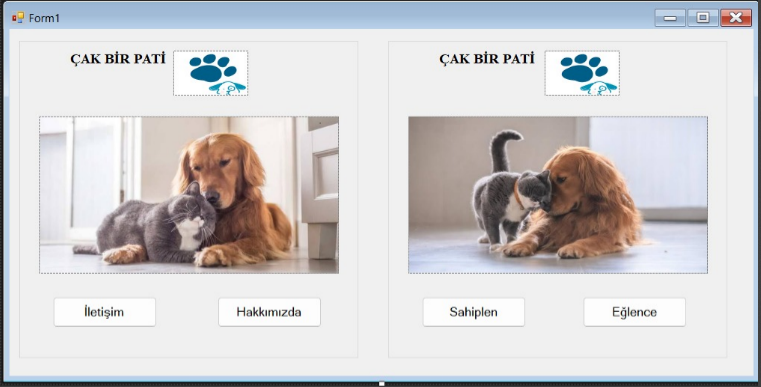 Form1
ÇAK BİR PATİ
ÇAK BİR PATİ
İletişim
Hakkımızda
Sahiplen
Eğlence